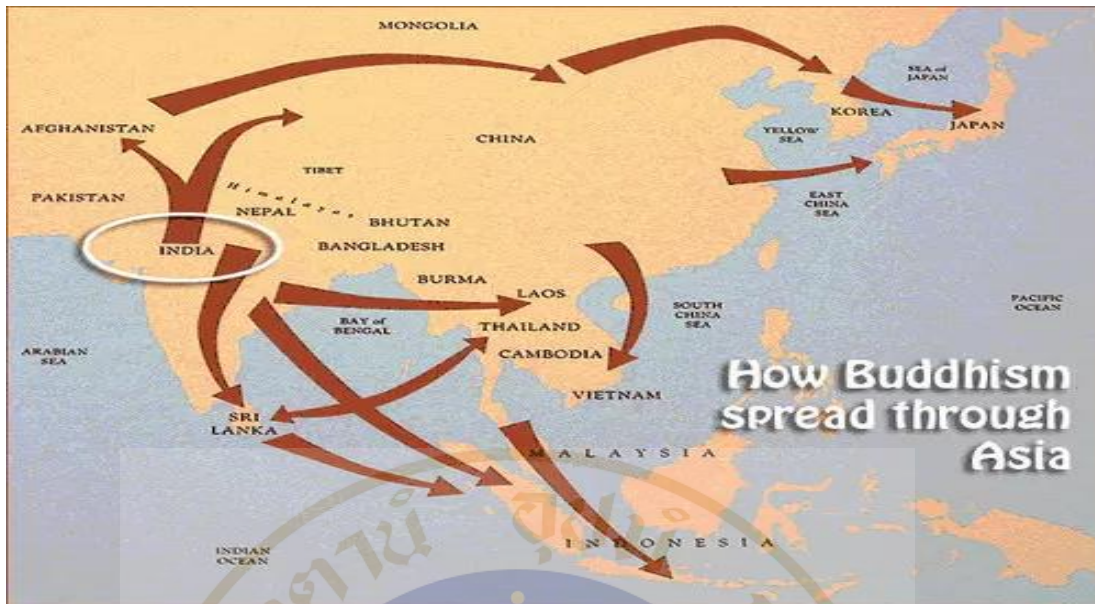 MONGOLIA
SEA of
JAPAN
AFGHANISTAN
CHINA
YELLOW
SEA
KOREA
JAPAN
TIBET
Himalayas
PAKISTAN
NEPAL
BHUTAN
EAST
CHINA
SEA
INDIA
BANGLADESH
BURMA
LAOS
BAY of
BENGAL
THAILAND
SOUTH
CHINA
SEA
PACIFIC
OCEAN
ARABIAN
SEA
CAMBODIA
VIETNAM
How Buddhism
spread through
Asia
SRI
LANKA
MALAYSIA
INDONESIA
INDIAN
OCEAN